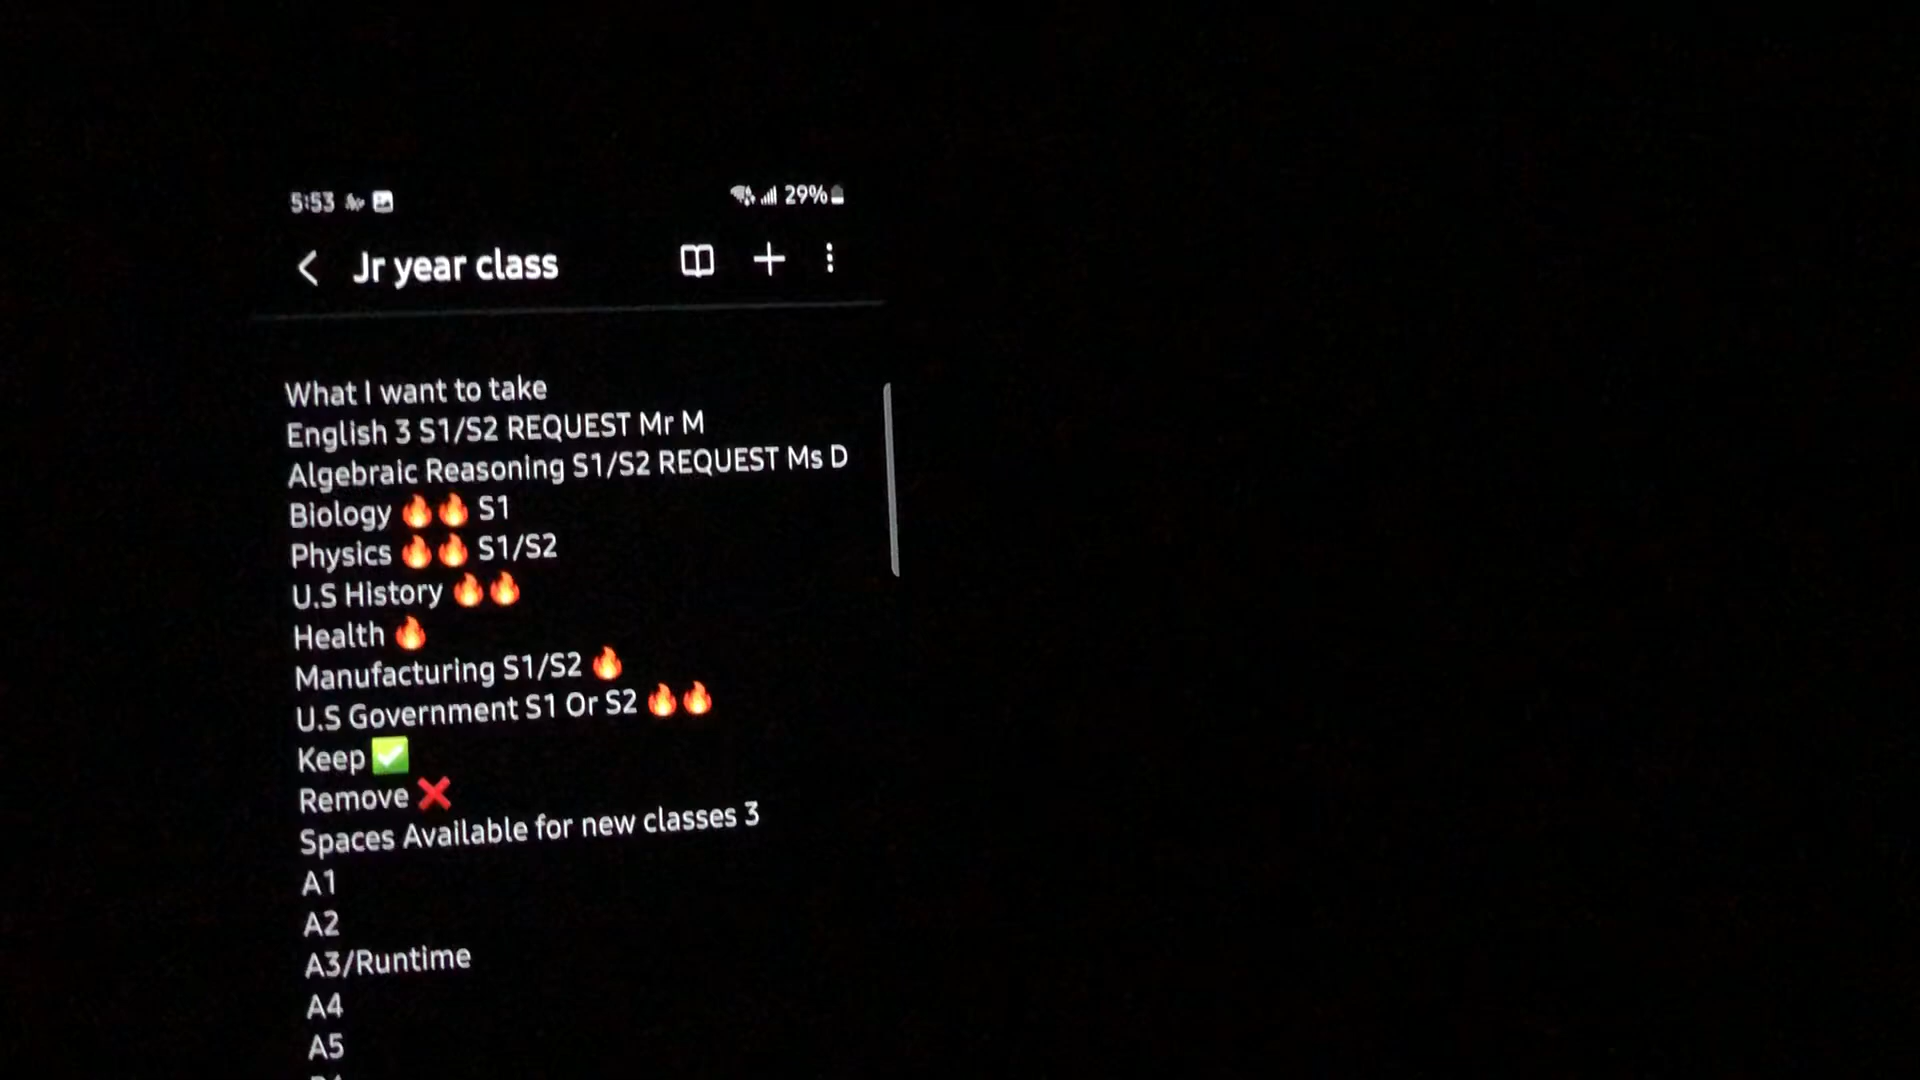 5:53 29%
Jr year class
What I want to take
English 3 S1/S2 REQUEST Mr M
Algebraic Reasoning S1/S2 REQUEST Ms D
Biology 🔥🔥 S1
Physics 🔥🔥 S1/S2
U.S History 🔥🔥
Health 🔥
Manufacturing S1/S2 🔥
U.S Government S1 Or S2 🔥🔥
Keep ✅
Remove ❌
Spaces Available for new classes 3
A1
A2
A3/Runtime
A4
A5